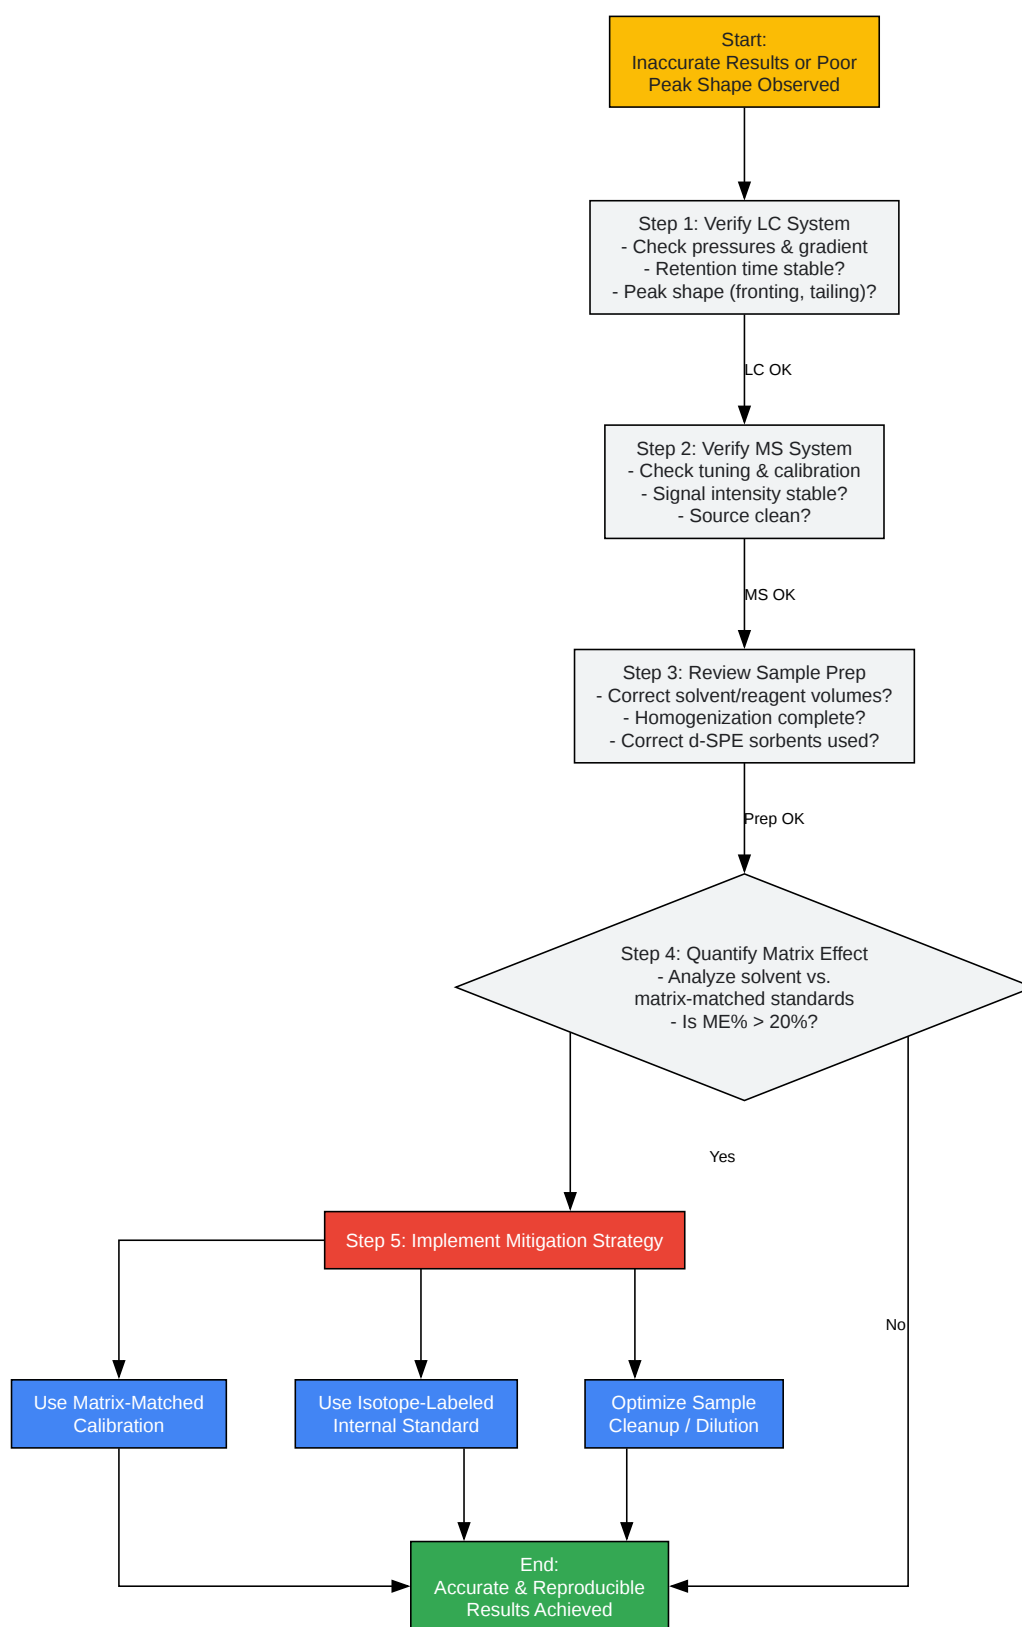 Start:
Inaccurate Results or Poor
Peak Shape Observed
Step 1: Verify LC System
- Check pressures & gradient
- Retention time stable?
- Peak shape (fronting, tailing)?
LC OK
Step 2: Verify MS System
- Check tuning & calibration
- Signal intensity stable?
- Source clean?
MS OK
Step 3: Review Sample Prep
- Correct solvent/reagent volumes?
- Homogenization complete?
- Correct d-SPE sorbents used?
Prep OK
Step 4: Quantify Matrix Effect
- Analyze solvent vs.
matrix-matched standards
- Is ME% > 20%?
Yes
Step 5: Implement Mitigation Strategy
No
Use Matrix-Matched
Calibration
Use Isotope-Labeled
Internal Standard
Optimize Sample
Cleanup / Dilution
End:
Accurate & Reproducible
Results Achieved